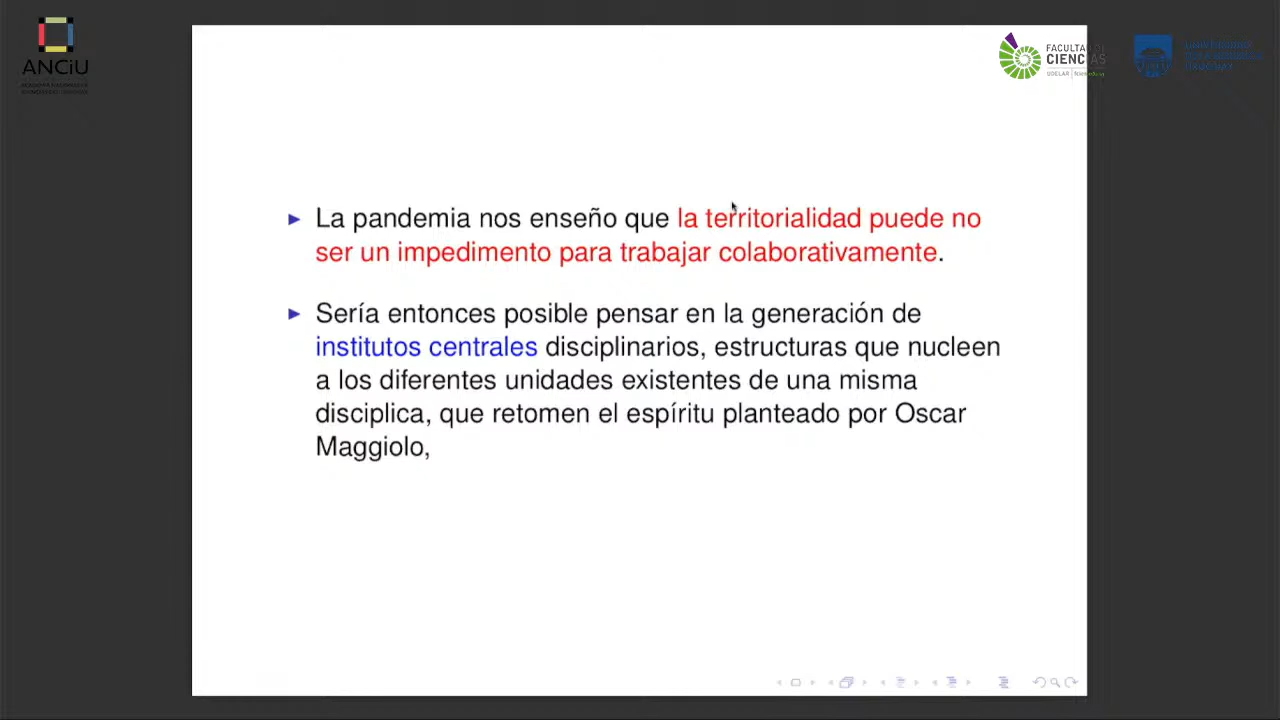 ANCiU
FACULTAD DE
CIENCIAS
UDELAR
La pandemia nos enseño que la territorialidad puede no
ser un impedimento para trabajar colaborativamente.
Sería entonces posible pensar en la generación de
institutos centrales disciplinarios, estructuras que nucleen
a los diferentes unidades existentes de una misma
disciplica, que retomen el espíritu planteado por Oscar
Maggiolo,